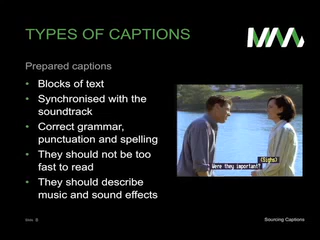 TYPES OF CAPTIONS
Prepared captions
• Blocks of text
• Synchronised with the
soundtrack
• Correct grammar,
punctuation and spelling
• They should not be too
fast to read
• They should describe
music and sound effects
(Sighs)
Were they important?
Sourcing Captions